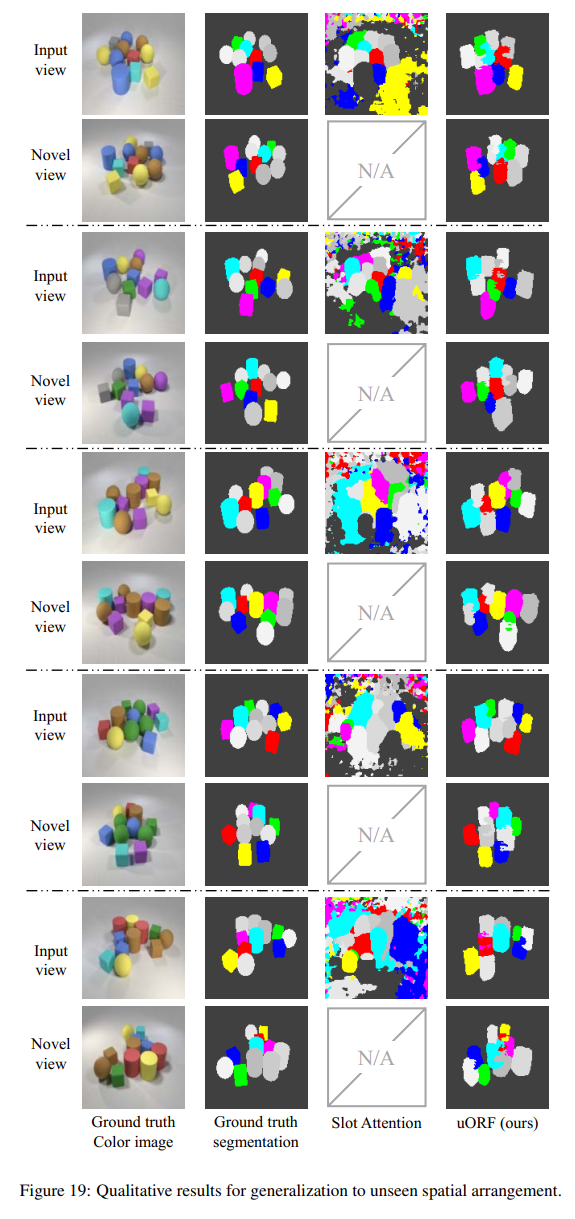 Input
view
Novel
view
N/A
Input
view
Novel
view
N/A
Input
view
Novel
view
N/A
Input
view
Novel
view
N/A
Input
view
Novel
view
N/A
Ground truth
Color image
Ground truth
segmentation
Slot Attention
uORF (ours)
Figure 19: Qualitative results for generalization to unseen spatial arrangement.